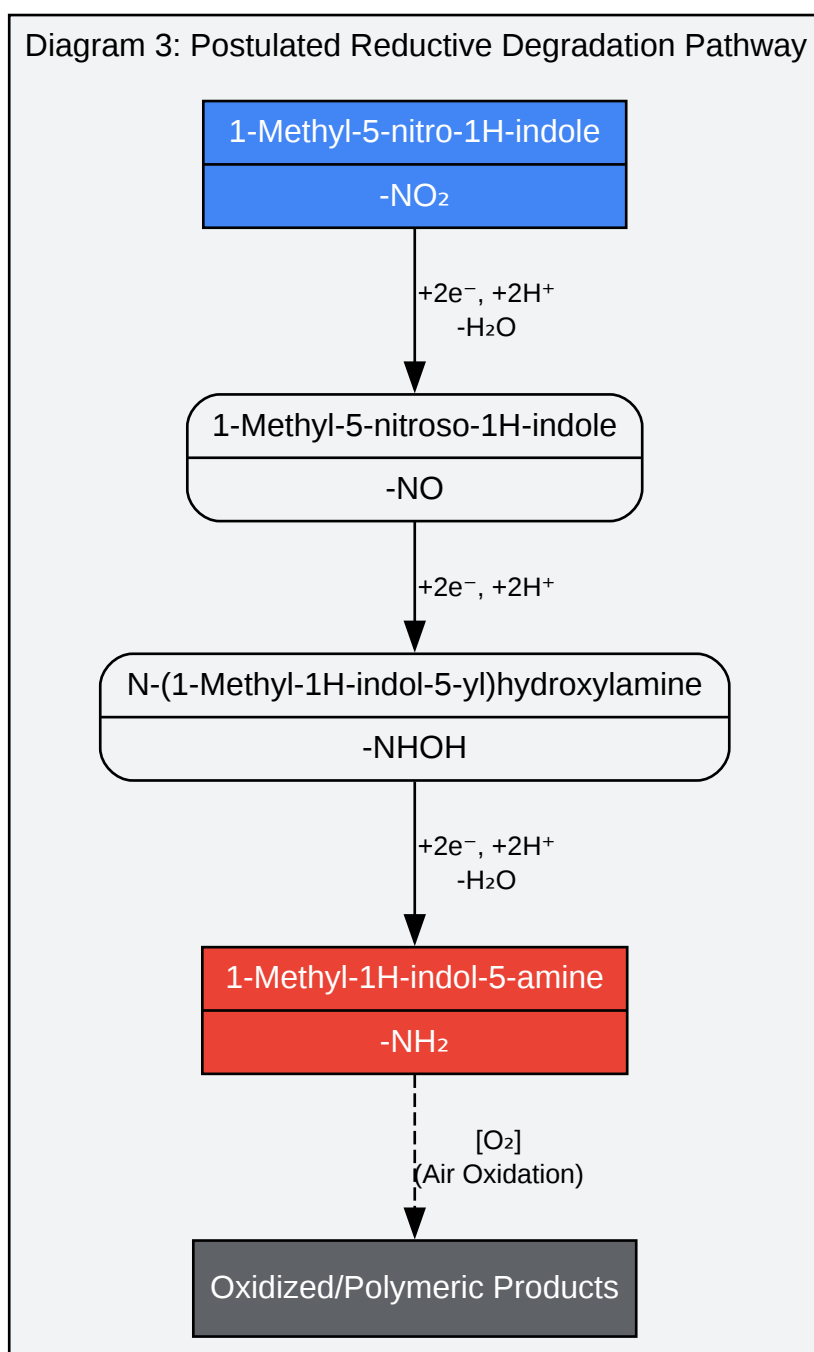 Diagram 3: Postulated Reductive Degradation Pathway
1-Methyl-5-nitro-1H-indole
-NO₂
+2e⁻, +2H⁺
-H₂O
1-Methyl-5-nitroso-1H-indole
-NO
+2e⁻, +2H⁺
N-(1-Methyl-1H-indol-5-yl)hydroxylamine
-NHOH
+2e⁻, +2H⁺
-H₂O
1-Methyl-1H-indol-5-amine
-NH₂
[O₂]
(Air Oxidation)
Oxidized/Polymeric Products